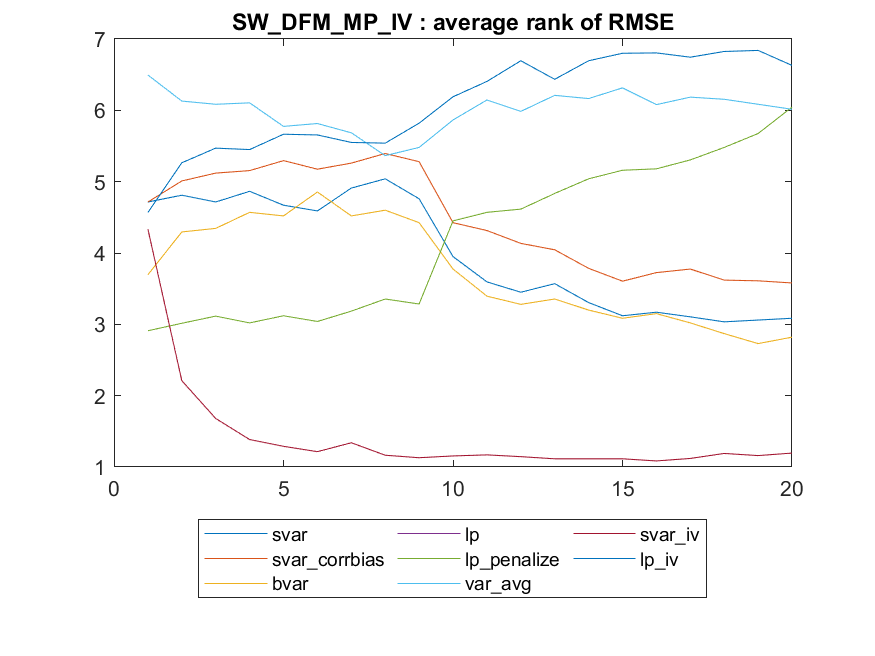 SW_DFM_MP_IV : average rank of RMSE
7
6
5
4
3
2
1
0 5 10 15 20
svar lp svar_iv
svar_corrbias lp_penalize lp_iv
bvar var_avg